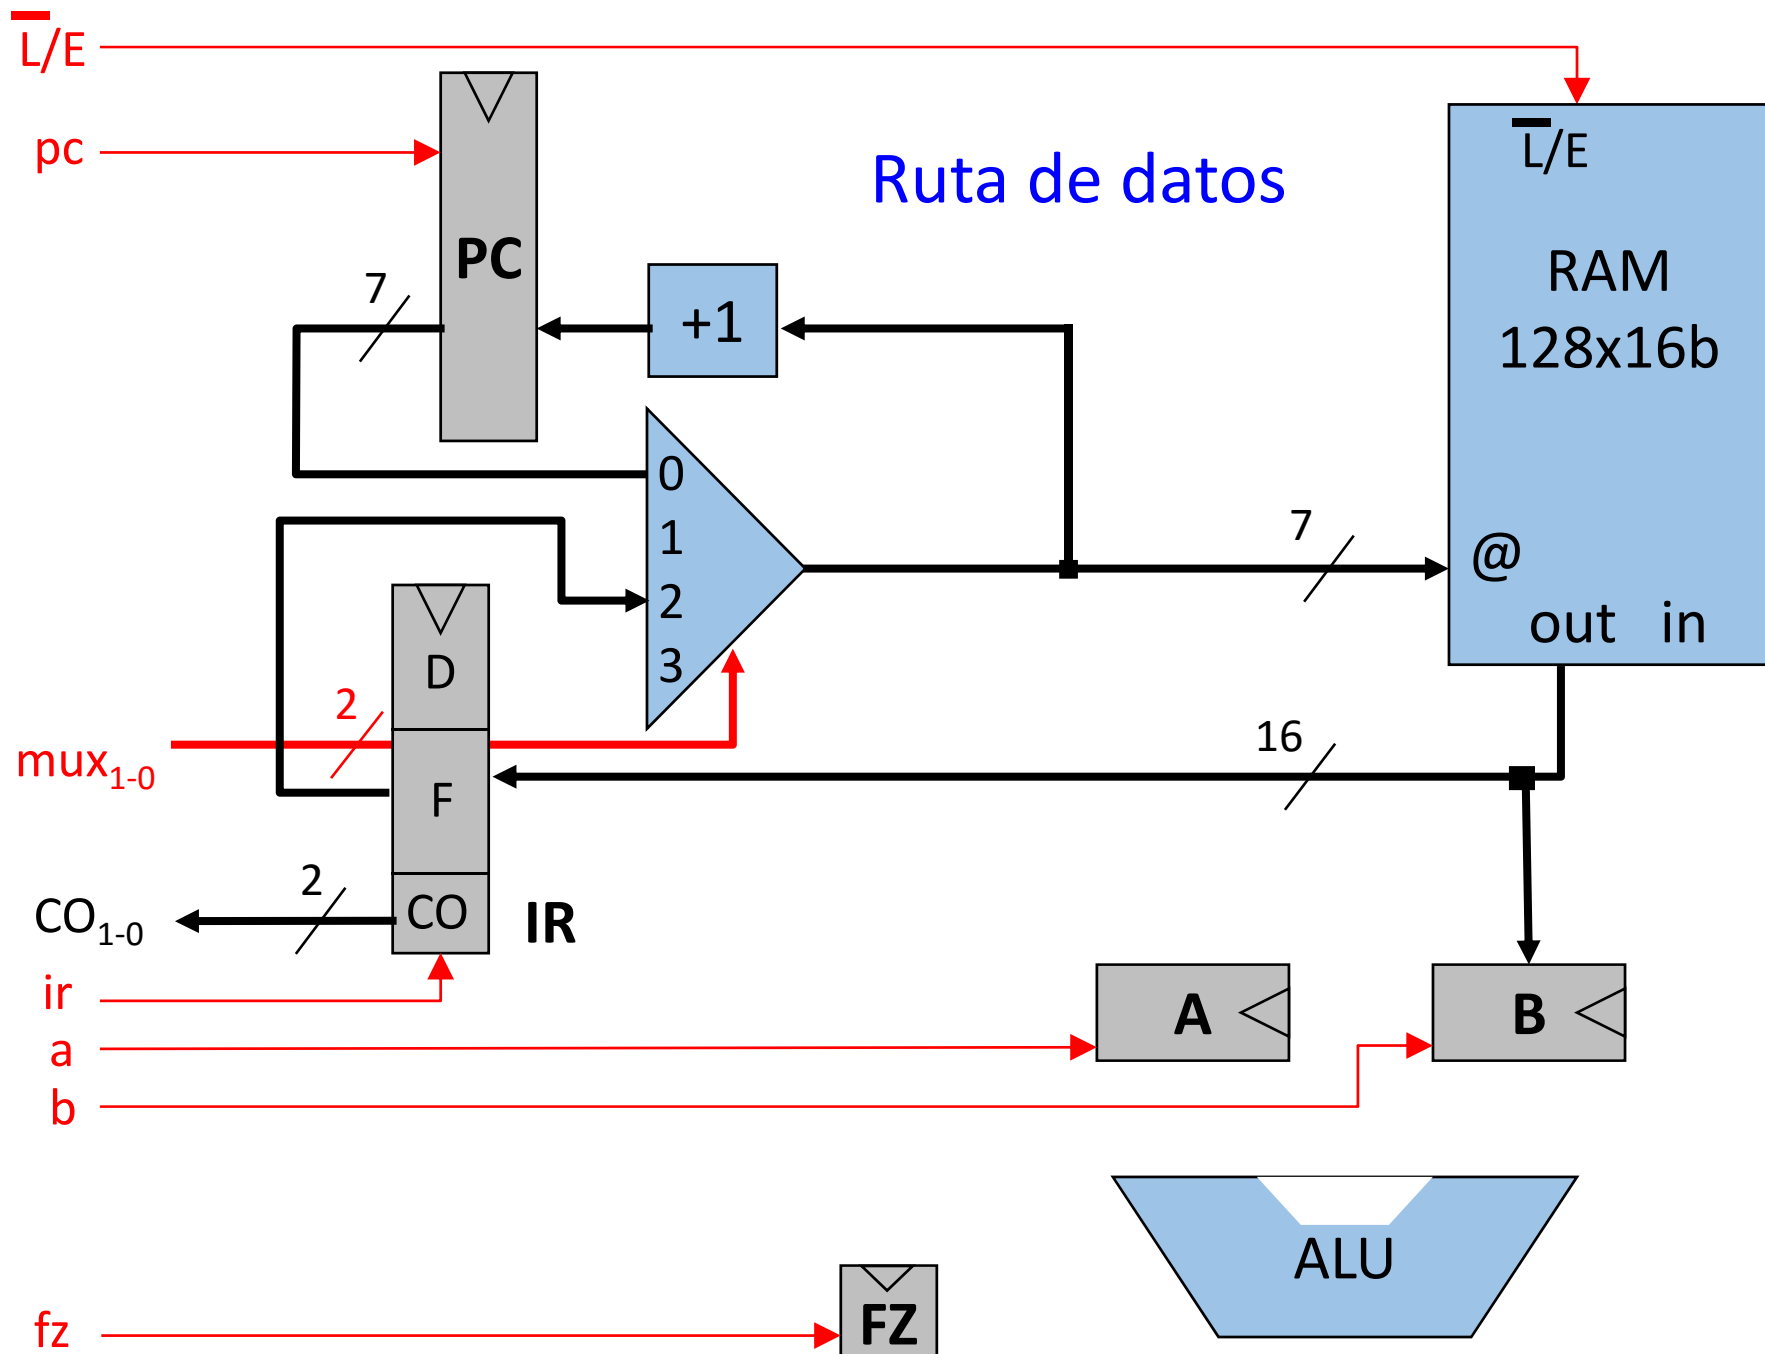 L/E
pc
Ruta de datos
L/E
RAM
128x16b
PC
7
+1
0
1
2
3
7
@
out in
D
2
mux1-0
F
16
2
CO1-0
CO
IR
ir
a
b
A
B
ALU
fz
FZ